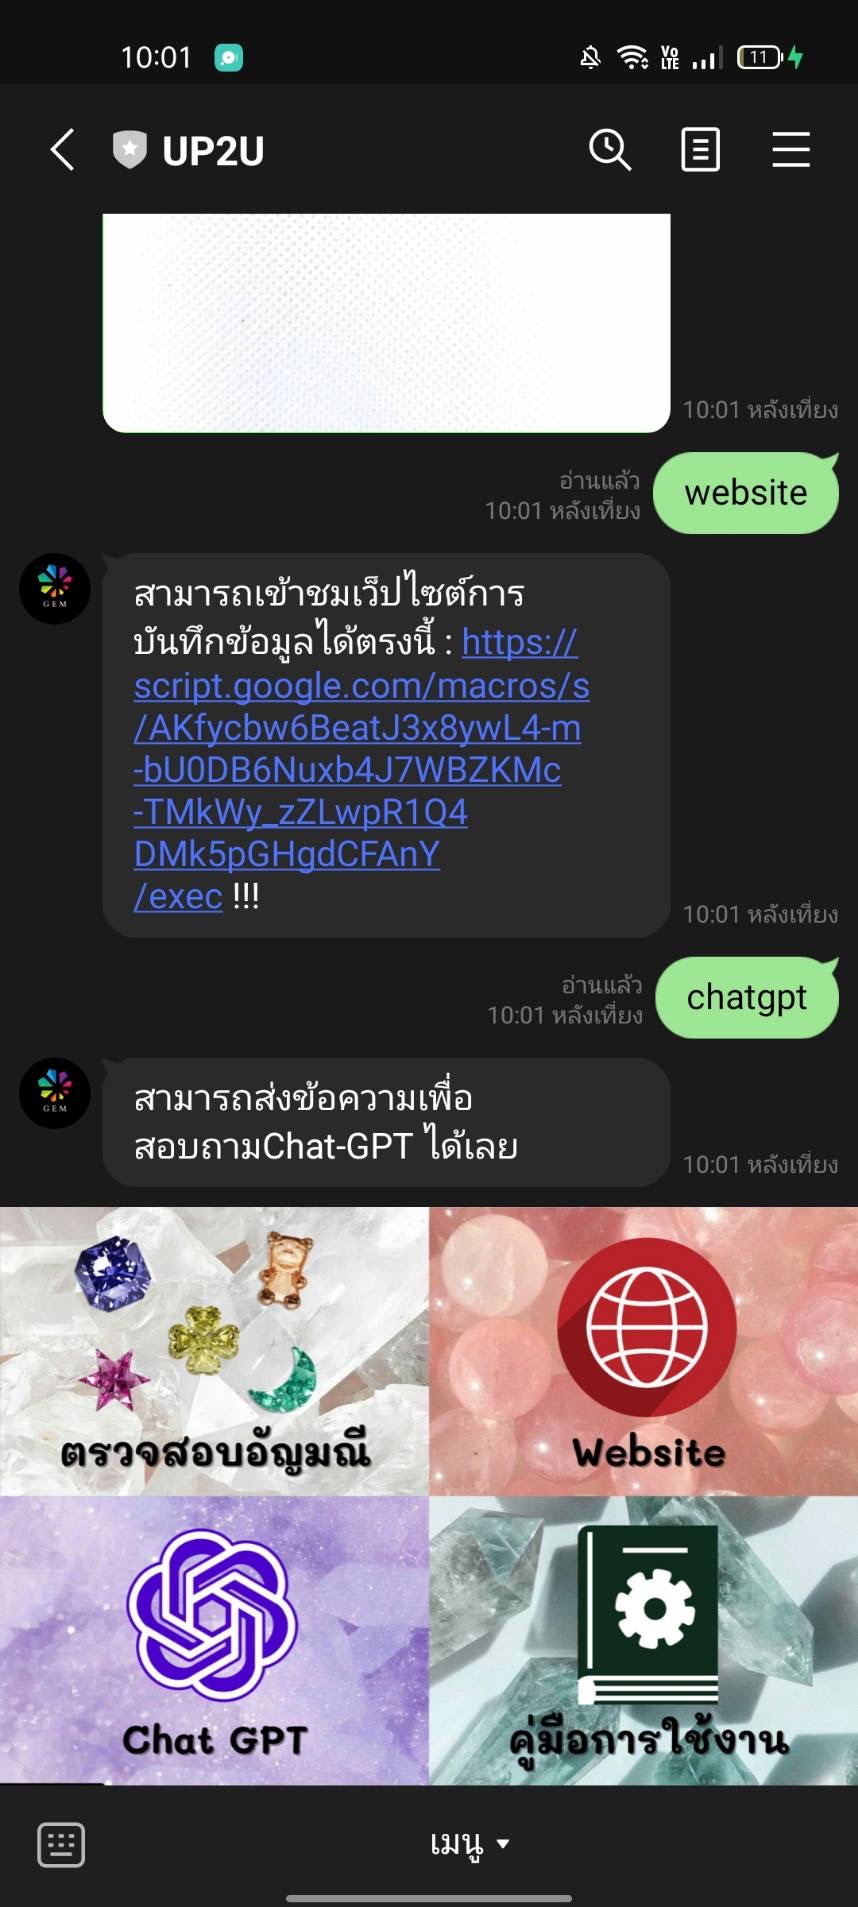 10:01
Vo
LTE
11
UP2U
10:01 หลังเที่ยง
อ่านแล้ว
10:01 หลังเที่ยง
website
GEM
สามารถเข้าชมเว็ปไซต์การ
บันทึกข้อมูลได้ตรงนี้ : https://
script.google.com/macros/s
/AKfycbw6BeatJ3x8ywL4-m
-bU0DB6Nuxb4J7WBZKMc
-TMkWy_zZLwpR1Q4
DMk5pGHgdCFAnY
/exec !!!
10:01 หลังเที่ยง
อ่านแล้ว
10:01 หลังเที่ยง
chatgpt
GEM
สามารถส่งข้อความเพื่อ
สอบถามChat-GPT ได้เลย
10:01 หลังเที่ยง
ตรวจสอบอัญมณี
Website
Chat GPT
คู่มือการใช้งาน
เมนู